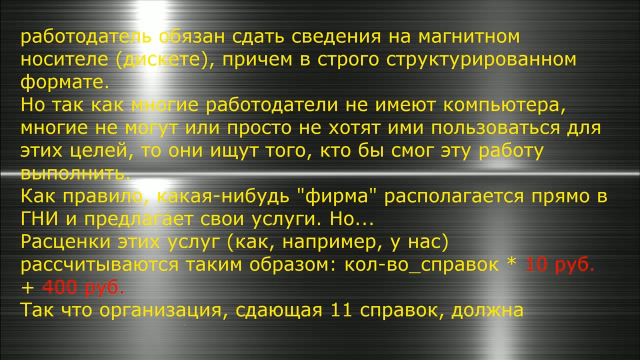 работодатель обязан сдать сведения на магнитном
носителе (дискете), причем в строго структурированном
формате.
Но так как многие работодатели не имеют компьютера,
многие не могут или просто не хотят ими пользоваться для
этих целей, то они ищут того, кто бы смог эту работу
выполнить.
Как правило, какая-нибудь "фирма" располагается прямо в
ГНИ и предлагает свои услуги. Но...
Расценки этих услуг (как, например, у нас)
рассчитываются таким образом: кол-во_справок * 10 руб.
+ 400 руб.
Так что организация, сдающая 11 справок, должна